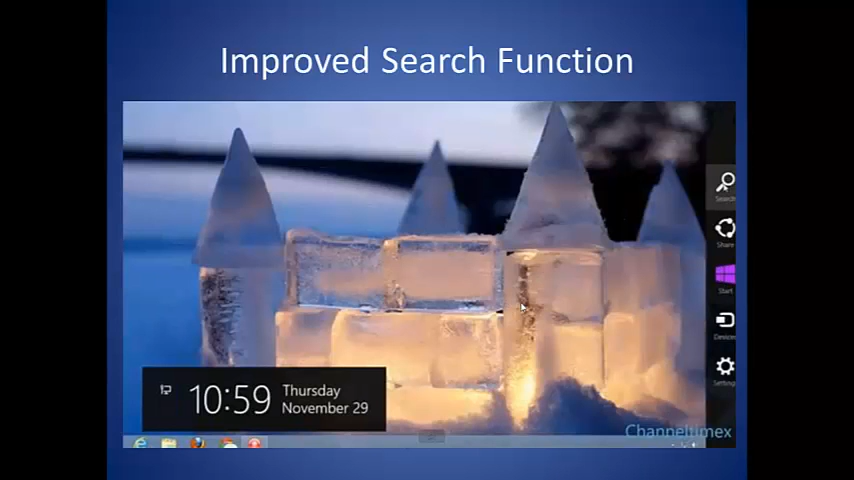 Improved Search Function
Search
Share
Start
Devices
Settings
10:59
Thursday
November 29
Channeltimex